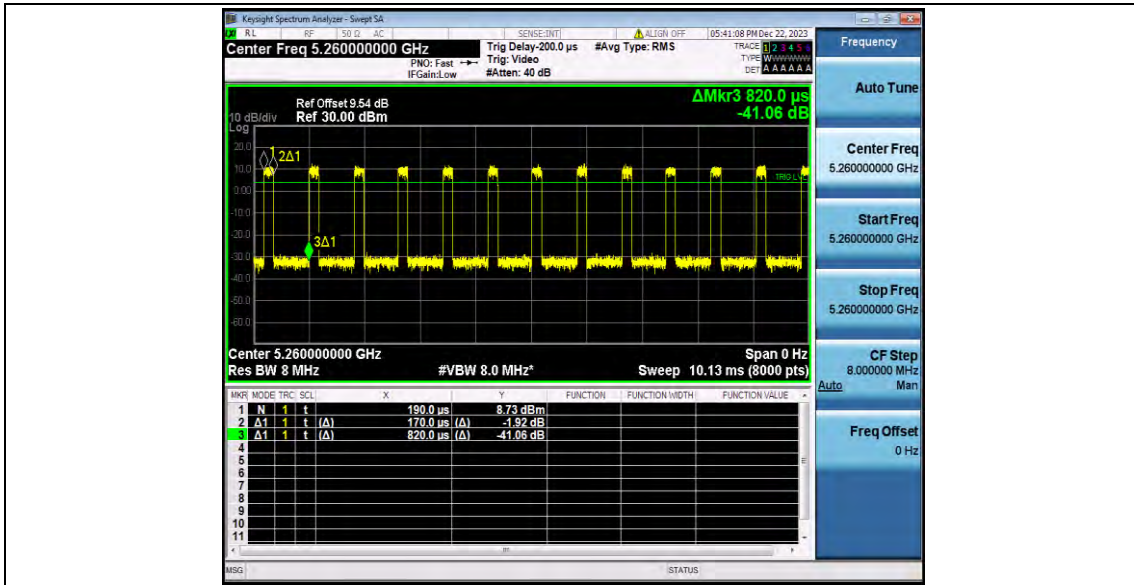 Keysight Spectrum Analyzer - Swept SA
RL RF 50 Ω AC SENSE:INT ALIGN OFF 05:41:08 PM Dec 22, 2023
Center Freq 5.260000000 GHz
Trig Delay-200.0 µs #Avg Type: RMS
TRACE 1 2 3 4 5 6
PNO: Fast Trig: Video
TYPE
IFGain:Low #Atten: 40 dB
DET A A A A A A
ΔMkr3 820.0 µs
-41.06 dB
Ref Offset 9.54 dB
10 dB/div Ref 30.00 dBm
Log
20.0
10.0
0.00
-10.0
-20.0
-30.0
-40.0
-50.0
-60.0
1
2Δ1
TRIG LVL
3Δ1
Center 5.260000000 GHz Span 0 Hz
Res BW 8 MHz #VBW 8.0 MHz* Sweep 10.13 ms (8000 pts)
MKR MODE TRC SCL X Y FUNCTION FUNCTION WIDTH FUNCTION VALUE
1 N 1 t 190.0 µs 8.73 dBm
2 Δ1 1 t (Δ) 170.0 µs (Δ) -1.92 dB
3 Δ1 1 t (Δ) 820.0 µs (Δ) -41.06 dB
4
5
6
7
8
9
10
11
MSG STATUS
Frequency
Auto Tune
Center Freq
5.260000000 GHz
Start Freq
5.260000000 GHz
Stop Freq
5.260000000 GHz
CF Step
8.000000 MHz
Auto Man
Freq Offset
0 Hz